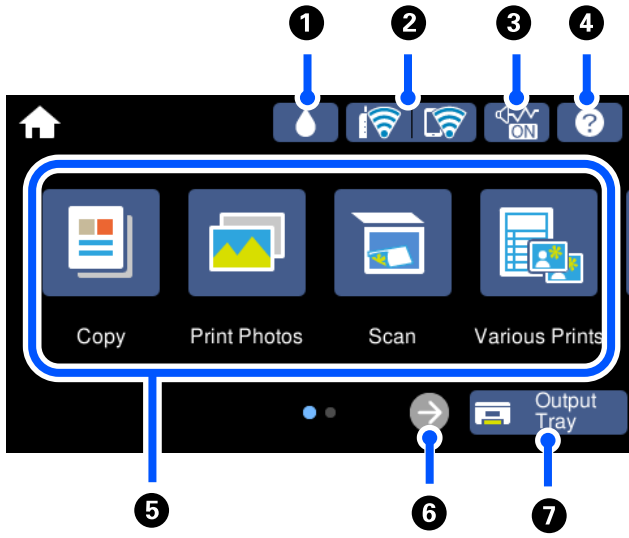 1 2 3 4
ON ?
Copy Print Photos Scan Various Prints
Output
Tray
5 6 7